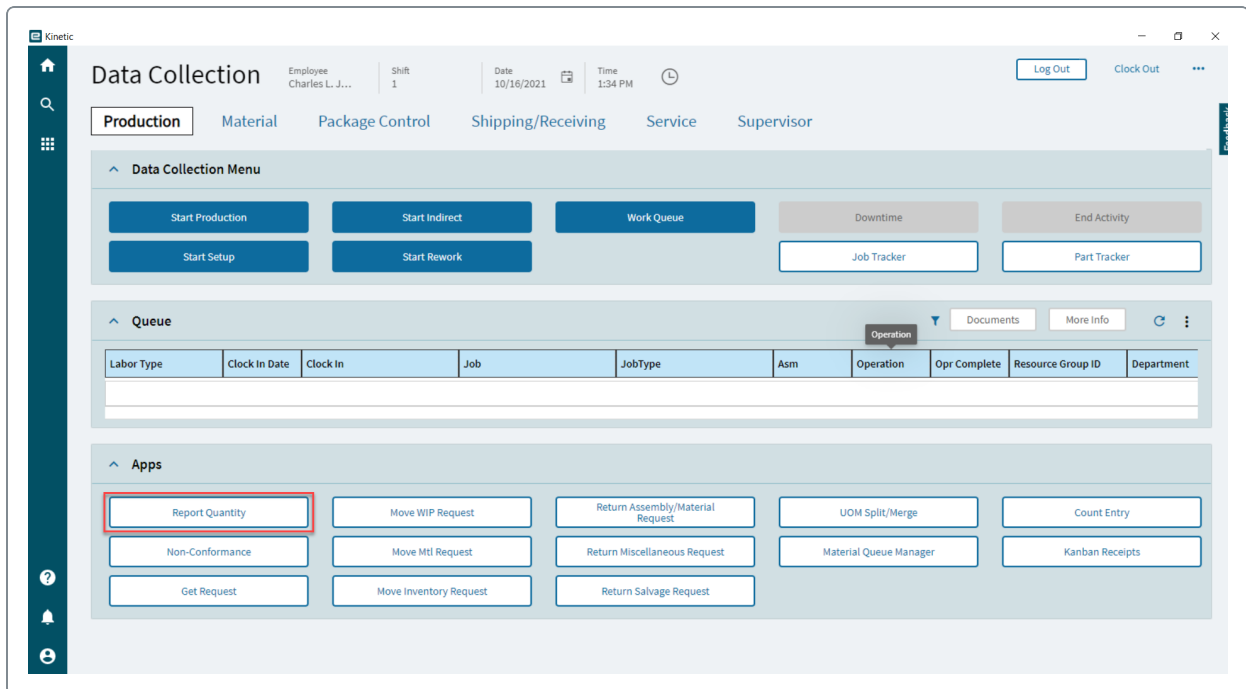 Kinetic
Data Collection
Employee
Charles L. J...
Shift
1
Date
10/16/2021
Time
1:34 PM
Log Out
Clock Out
Feedback
Production Material Package Control Shipping/Receiving Service Supervisor
Data Collection Menu
Start Production Start Indirect Work Queue Downtime End Activity
Start Setup Start Rework Job Tracker Part Tracker
Queue
Documents More Info
Operation
Labor Type Clock In Date Clock In Job JobType Asm Operation Opr Complete Resource Group ID Department
Apps
Report Quantity Move WIP Request Return Assembly/Material
Request UOM Split/Merge Count Entry
Non-Conformance Move Mtl Request Return Miscellaneous Request Material Queue Manager Kanban Receipts
Get Request Move Inventory Request Return Salvage Request